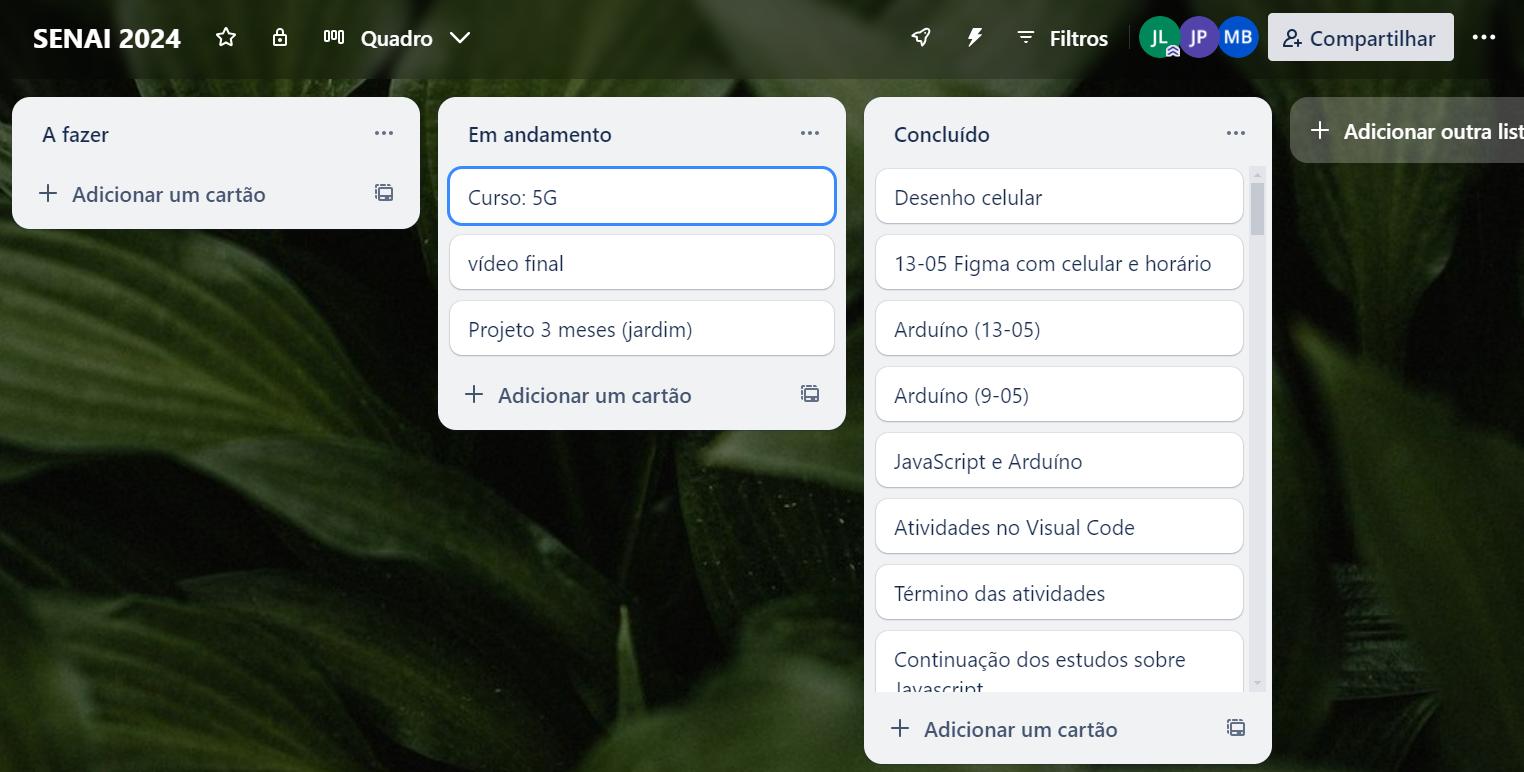 SENAI 2024
Quadro
Filtros
JL
JP
MB
Compartilhar
A fazer
Adicionar um cartão
Em andamento
Curso: 5G
vídeo final
Projeto 3 meses (jardim)
Adicionar um cartão
Concluído
Desenho celular
13-05 Figma com celular e horário
Arduíno (13-05)
Arduíno (9-05)
JavaScript e Arduíno
Atividades no Visual Code
Término das atividades
Continuação dos estudos sobre
Javascript
Adicionar um cartão
Adicionar outra list